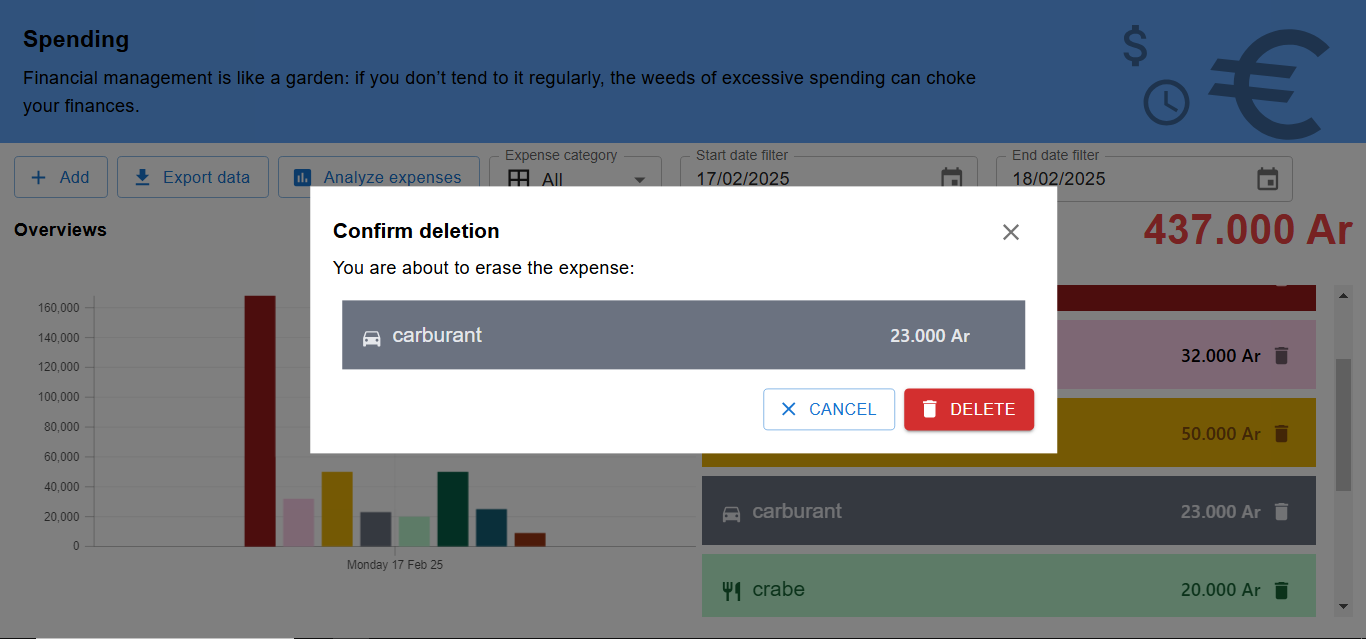 Spending
Financial management is like a garden: if you don’t tend to it regularly, the weeds of excessive spending can choke
your finances.
Add
Export data
Analyze expenses
Expense category
All
Start date filter
17/02/2025
End date filter
18/02/2025
Overviews
437.000 Ar
Confirm deletion
You are about to erase the expense:
carburant
23.000 Ar
CANCEL
DELETE
160,000
140,000
120,000
100,000
80,000
60,000
40,000
20,000
0
Monday 17 Feb 25
32.000 Ar
50.000 Ar
carburant
23.000 Ar
crabe
20.000 Ar